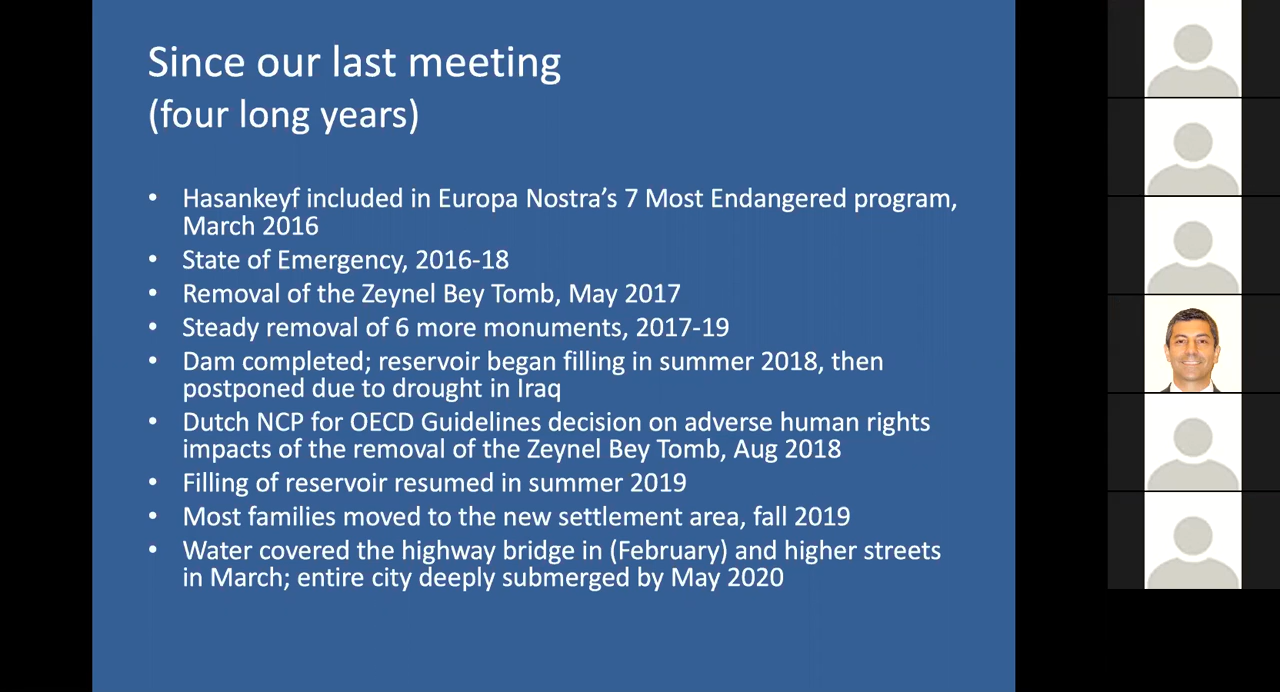 Since our last meeting
(four long years)
• Hasankeyf included in Europa Nostra’s 7 Most Endangered program,
March 2016
• State of Emergency, 2016-18
• Removal of the Zeynel Bey Tomb, May 2017
• Steady removal of 6 more monuments, 2017-19
• Dam completed; reservoir began filling in summer 2018, then
postponed due to drought in Iraq
• Dutch NCP for OECD Guidelines decision on adverse human rights
impacts of the removal of the Zeynel Bey Tomb, Aug 2018
• Filling of reservoir resumed in summer 2019
• Most families moved to the new settlement area, fall 2019
• Water covered the highway bridge in (February) and higher streets
in March; entire city deeply submerged by May 2020